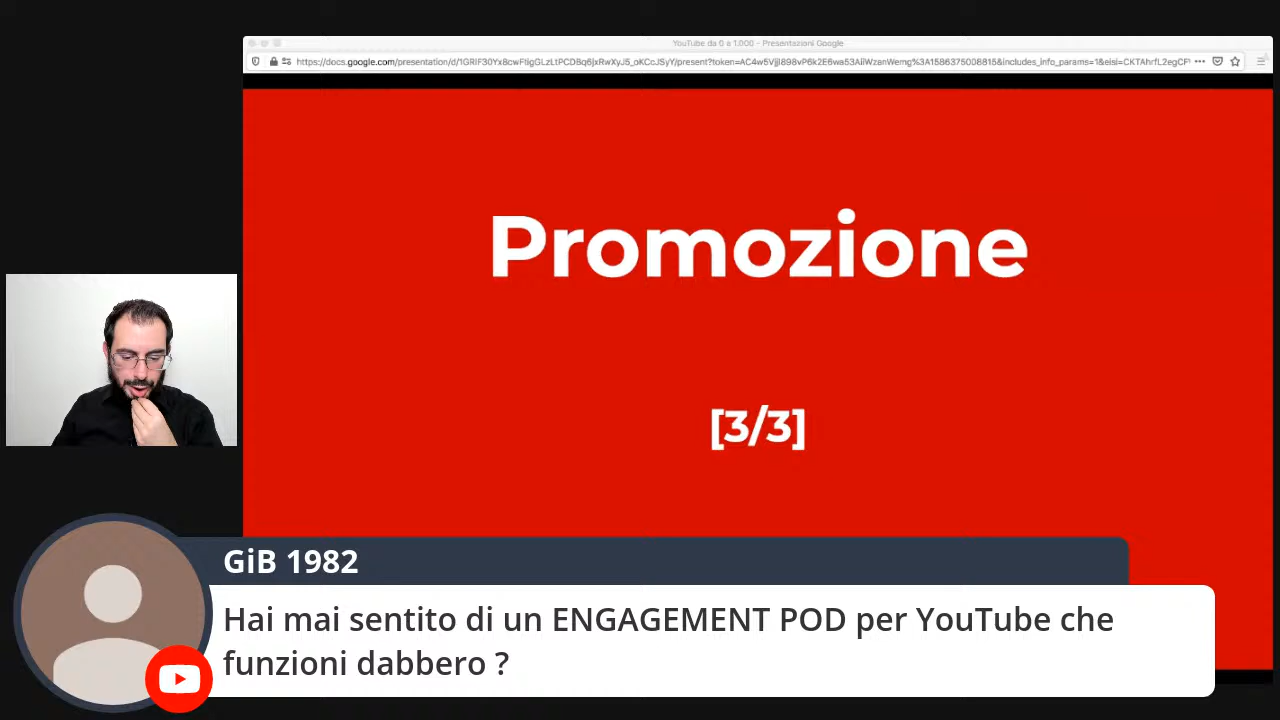 YouTube da 0 a 1.000 - Presentazioni Google
Promozione
[3/3]
GiB 1982
Hai mai sentito di un ENGAGEMENT POD per YouTube che
funzioni dabbero ?